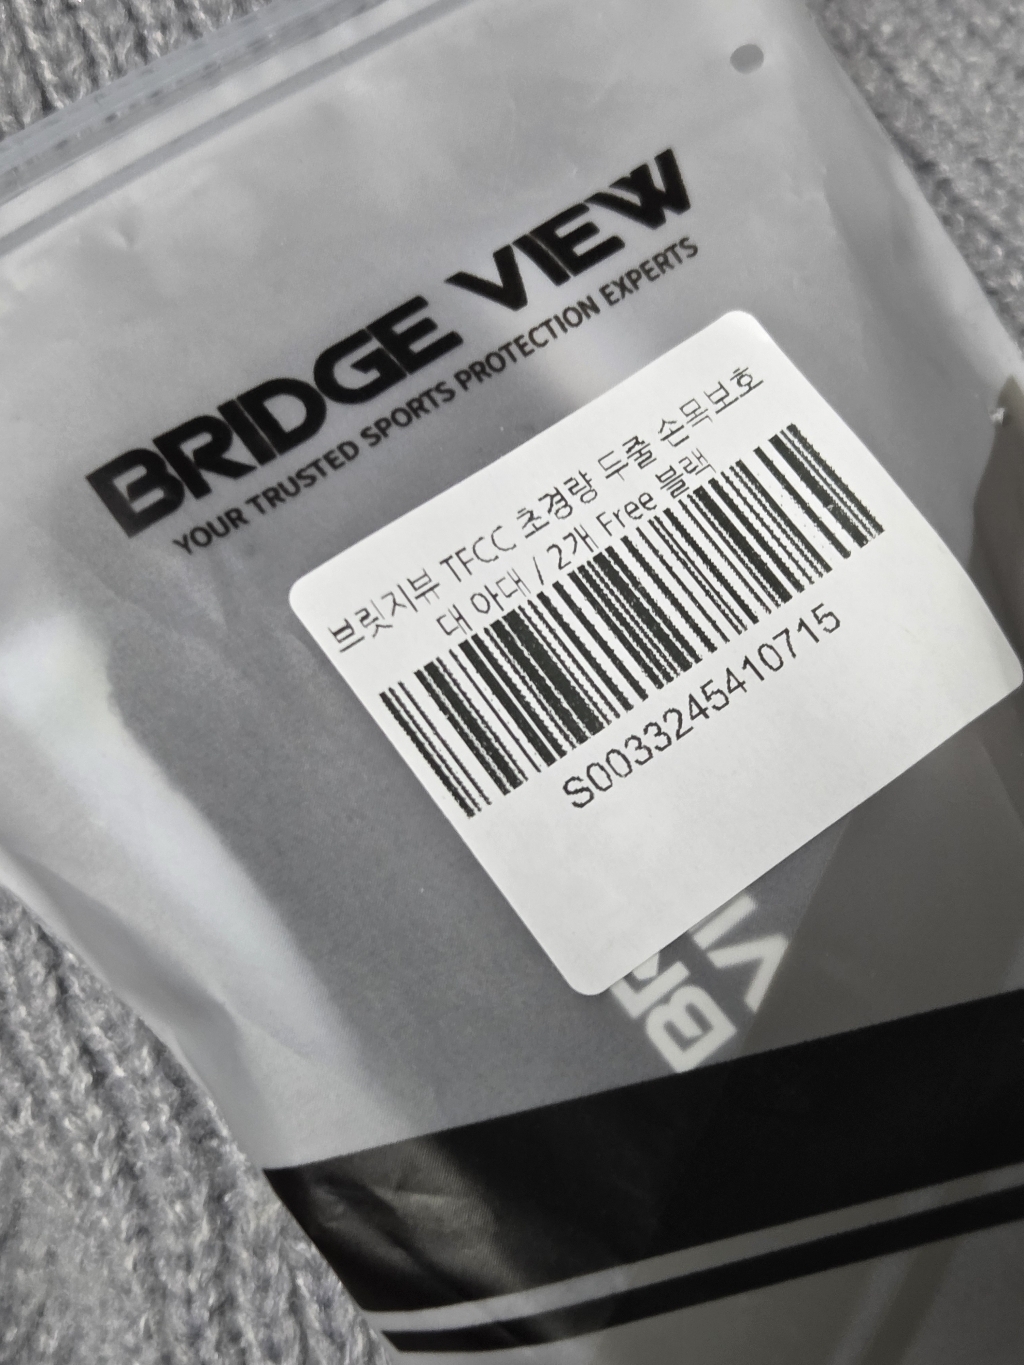 BRIDGE VIEW
YOUR TRUSTED SPORTS PROTECTION EXPERTS
브릿지뷰 TFCC 초경량 두줄 손목보호
대 아대 / 2개 Free 블랙
S0033245410715